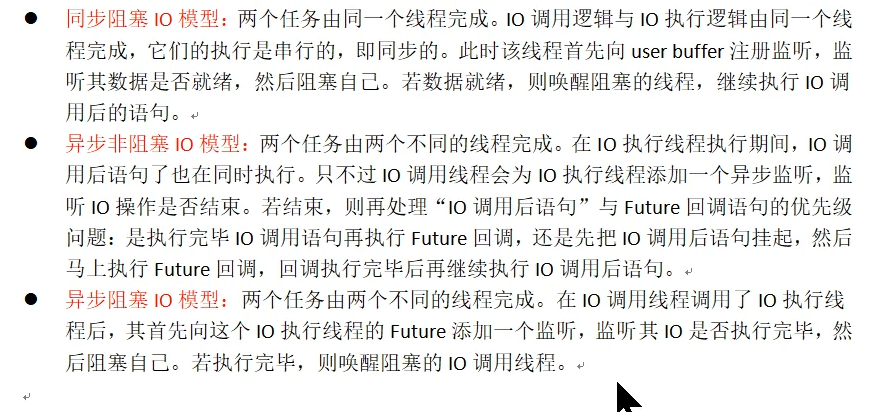 ● 同步阻塞 IO 模型：两个任务由同一个线程完成。IO 调用逻辑与 IO 执行逻辑由同一个线
程完成，它们的执行是串行的，即同步的。此时该线程首先向 user buffer 注册监听，监
听其数据是否就绪，然后阻塞自己。若数据就绪，则唤醒阻塞的线程，继续执行 IO 调
用后的语句。
● 异步非阻塞 IO 模型：两个任务由两个不同的线程完成。在 IO 执行线程执行期间，IO 调
用后语句了也在同时执行。只不过 IO 调用线程会为 IO 执行线程添加一个异步监听，监
听 IO 操作是否结束。若结束，则再处理“IO 调用后语句”与 Future 回调语句的优先级
问题：是执行完毕 IO 调用语句再执行 Future 回调，还是先把 IO 调用后语句挂起，然后
马上执行 Future 回调，回调执行完毕后再继续执行 IO 调用后语句。
● 异步阻塞 IO 模型：两个任务由两个不同的线程完成。在 IO 调用线程调用了 IO 执行线
程后，其首先向这个 IO 执行线程的 Future 添加一个监听，监听其 IO 是否执行完毕，然
后阻塞自己。若执行完毕，则唤醒阻塞的 IO 调用线程。